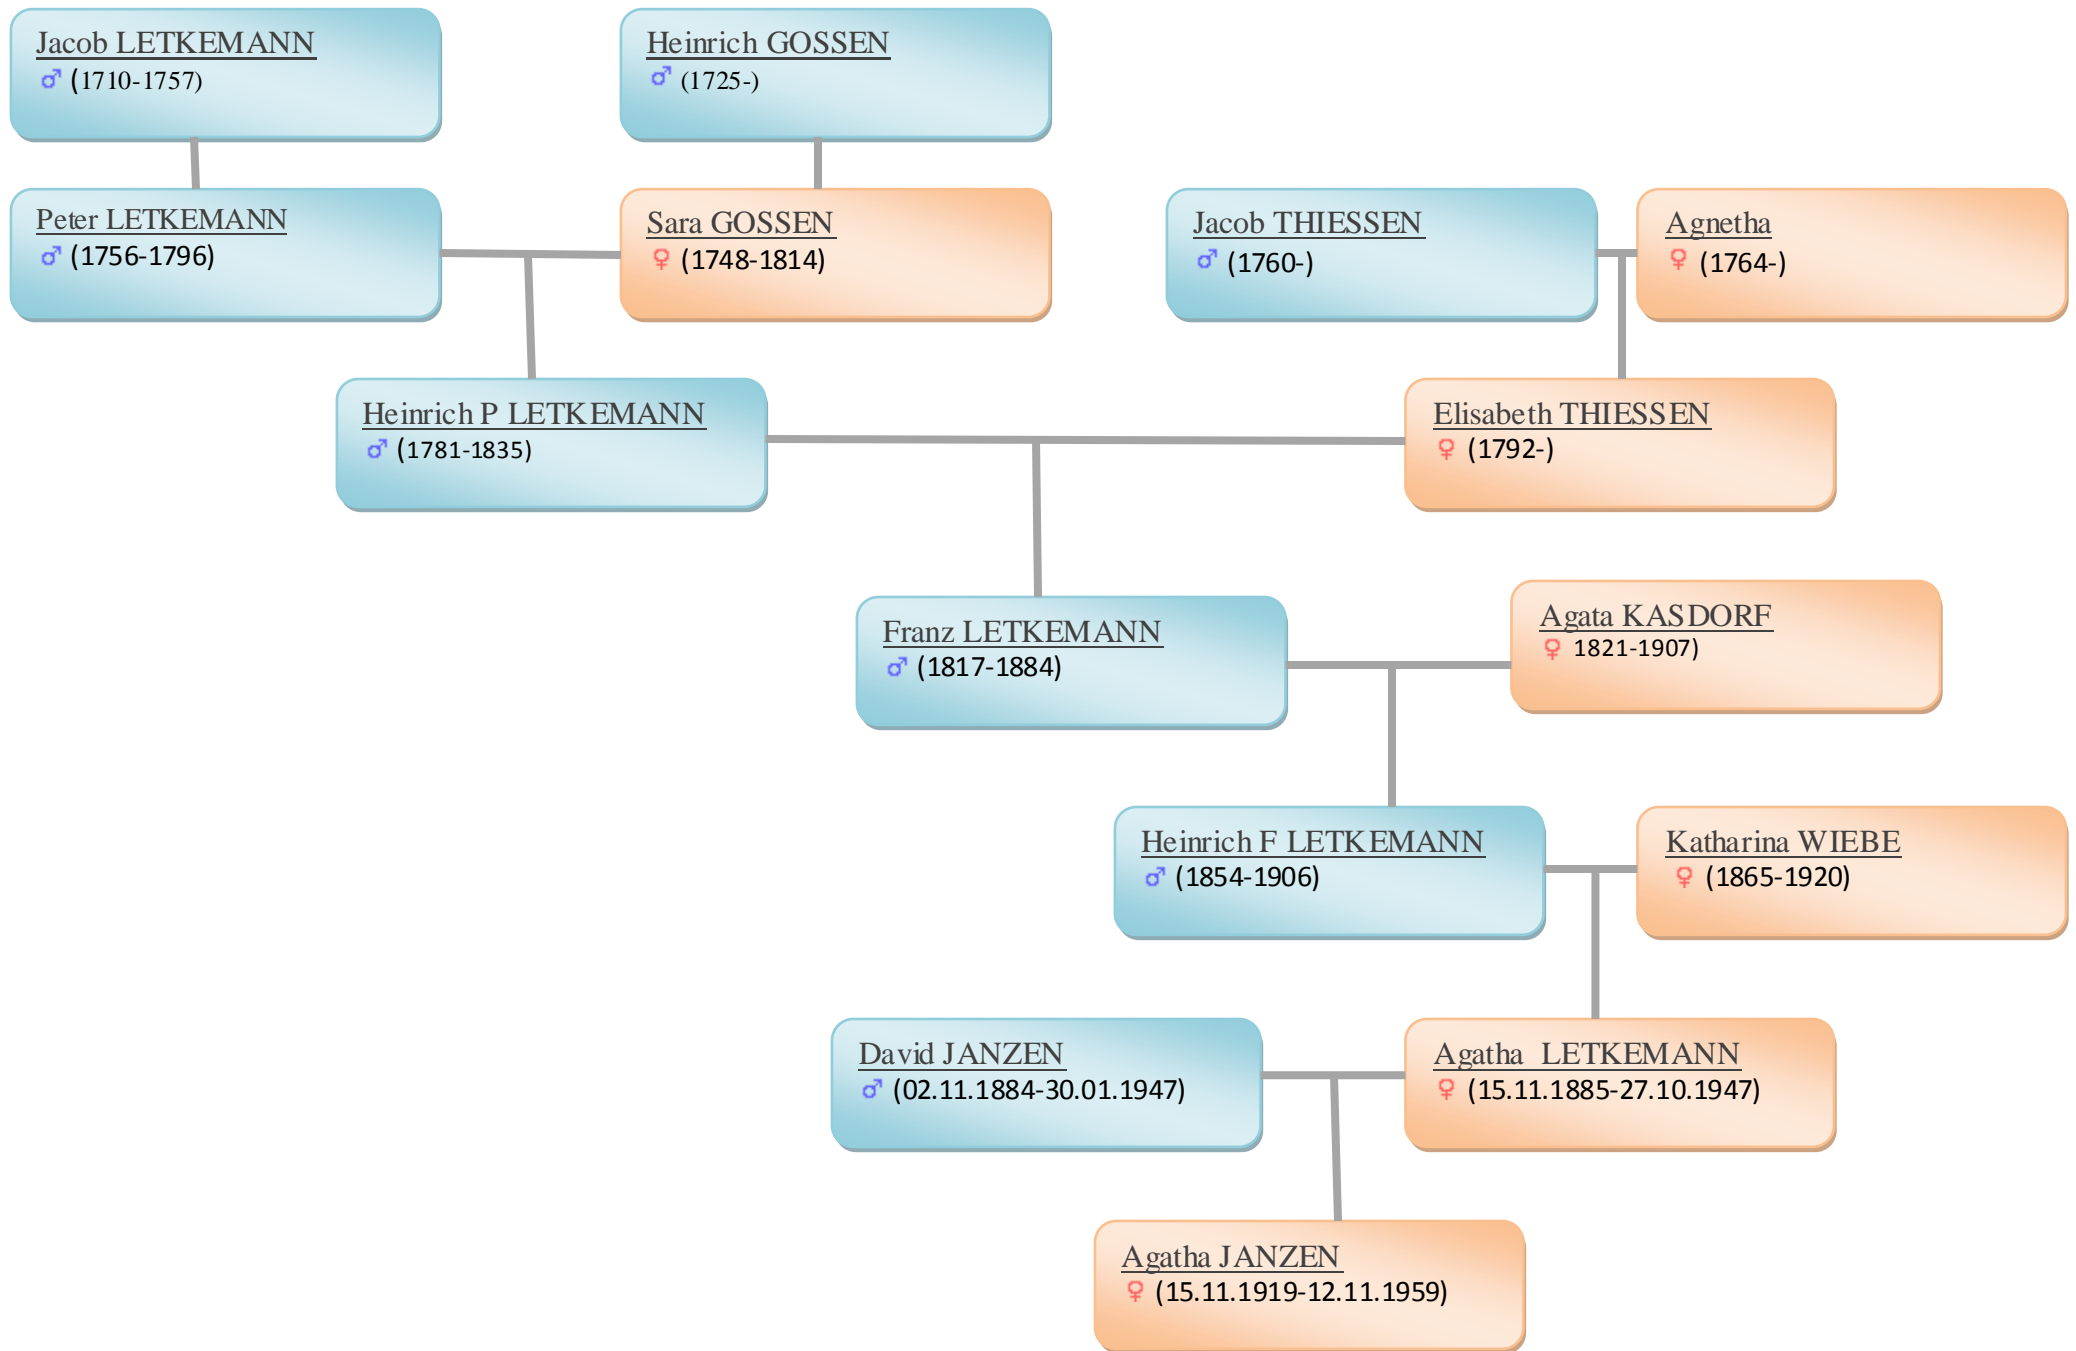 Jacob LETKEMANN
♂ (1710-1757)
Heinrich GOSSEN
♂ (1725-)
Peter LETKEMANN
♂ (1756-1796)
Sara GOSSEN
♀ (1748-1814)
Jacob THIESSEN
♂ (1760-)
Agnetha
♀ (1764-)
Heinrich P LETKEMANN
♂ (1781-1835)
Elisabeth THIESSEN
♀ (1792-)
Franz LETKEMANN
♂ (1817-1884)
Agata KASDORF
♀ 1821-1907)
Heinrich F LETKEMANN
♂ (1854-1906)
Katharina WIEBE
♀ (1865-1920)
David JANZEN
♂ (02.11.1884-30.01.1947)
Agatha  LETKEMANN
♀ (15.11.1885-27.10.1947)
Agatha JANZEN
♀ (15.11.1919-12.11.1959)